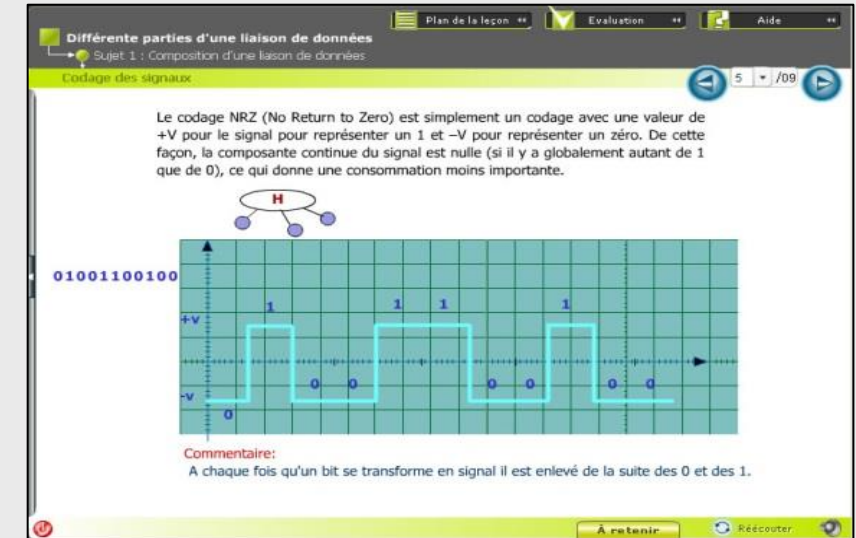 Plan de la leçon
Evaluation
Aide
Différente parties d'une liaison de données
Sujet 1 : Composition d'une liaison de données
Codage des signaux
5 /09
Le codage NRZ (No Return to Zero) est simplement un codage avec une valeur de
+V pour le signal pour représenter un 1 et –V pour représenter un zéro. De cette
façon, la composante continue du signal est nulle (si il y a globalement autant de 1
que de 0), ce qui donne une consommation moins importante.
H
01001100100
1 1 1 1
+v
0 0 0 0 0 0
-v
0
Commentaire:
A chaque fois qu'un bit se transforme en signal il est enlevé de la suite des 0 et des 1.
À retenir
Réécouter